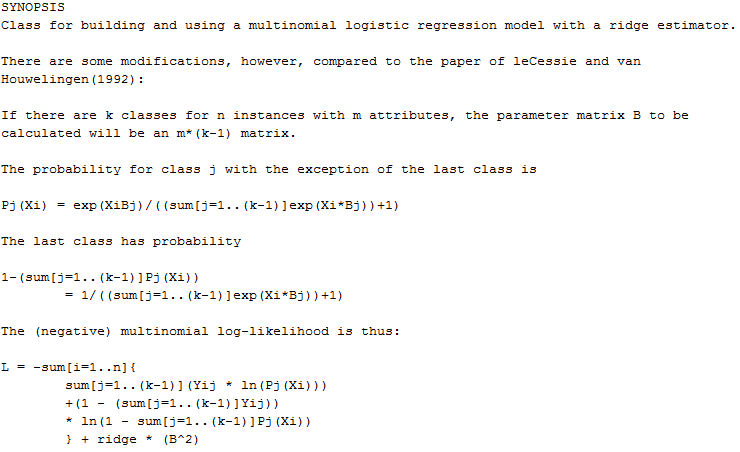 SYNOPSIS
Class for building and using a multinomial logistic regression model with a ridge estimator.
There are some modifications, however, compared to the paper of leCessie and van
Houwelingen(1992):
If there are k classes for n instances with m attributes, the parameter matrix B to be
calculated will be an m*(k-1) matrix.
The probability for class j with the exception of the last class is
Pj(Xi) = exp(XiBj)/((sum[j=1..(k-1)]exp(Xi*Bj))+1)
The last class has probability
1-(sum[j=1..(k-1)]Pj(Xi))
= 1/((sum[j=1..(k-1)]exp(Xi*Bj))+1)
The (negative) multinomial log-likelihood is thus:
L = -sum[i=1..n]{
sum[j=1..(k-1)](Yij * ln(Pj(Xi)))
+(1 - (sum[j=1..(k-1)]Yij))
* ln(1 - sum[j=1..(k-1)]Pj(Xi))
} + ridge * (B^2)